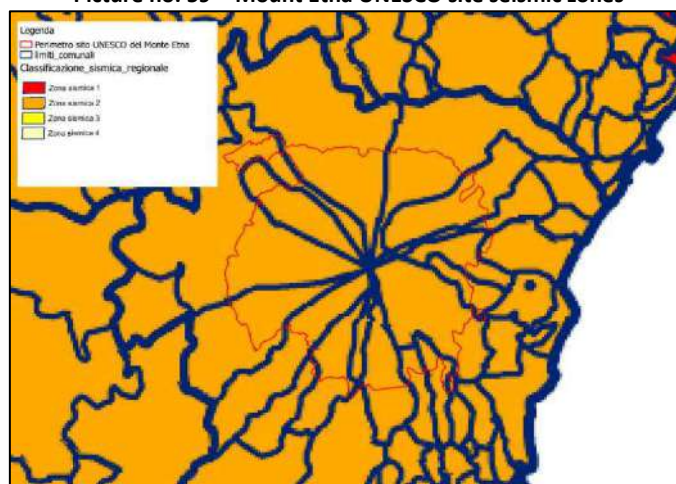 Picture no. 35 – Mount Etna UNESCO site seismic zones
Legenda
Perimetro sito UNESCO del Monte Etna
limiti_comunali
Classificazione_sismica_regionale
Zona sismica 1
Zona sismica 2
Zona sismica 3
Zona sismica 4